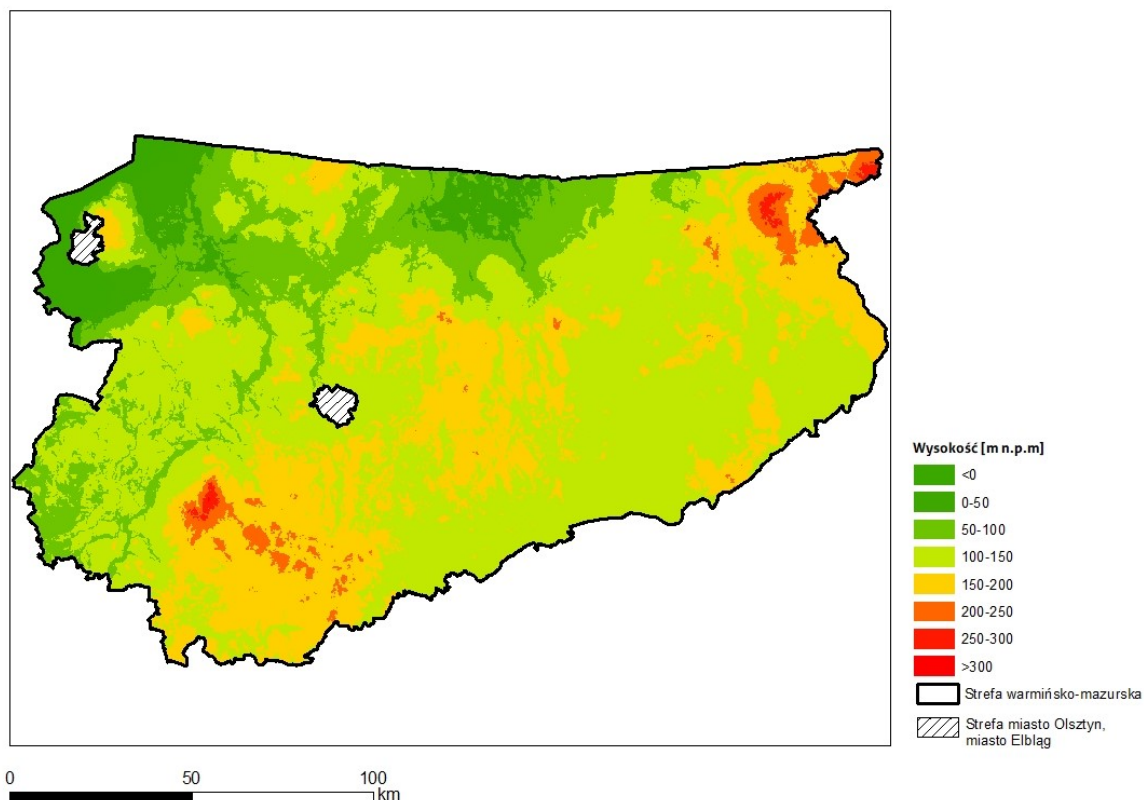 Wysokość [m n.p.m]
<0
0-50
50-100
100-150
150-200
200-250
250-300
>300
Strefa warmińsko-mazurska
Strefa miasto Olsztyn,
miasto Elbląg
0 50 100
km